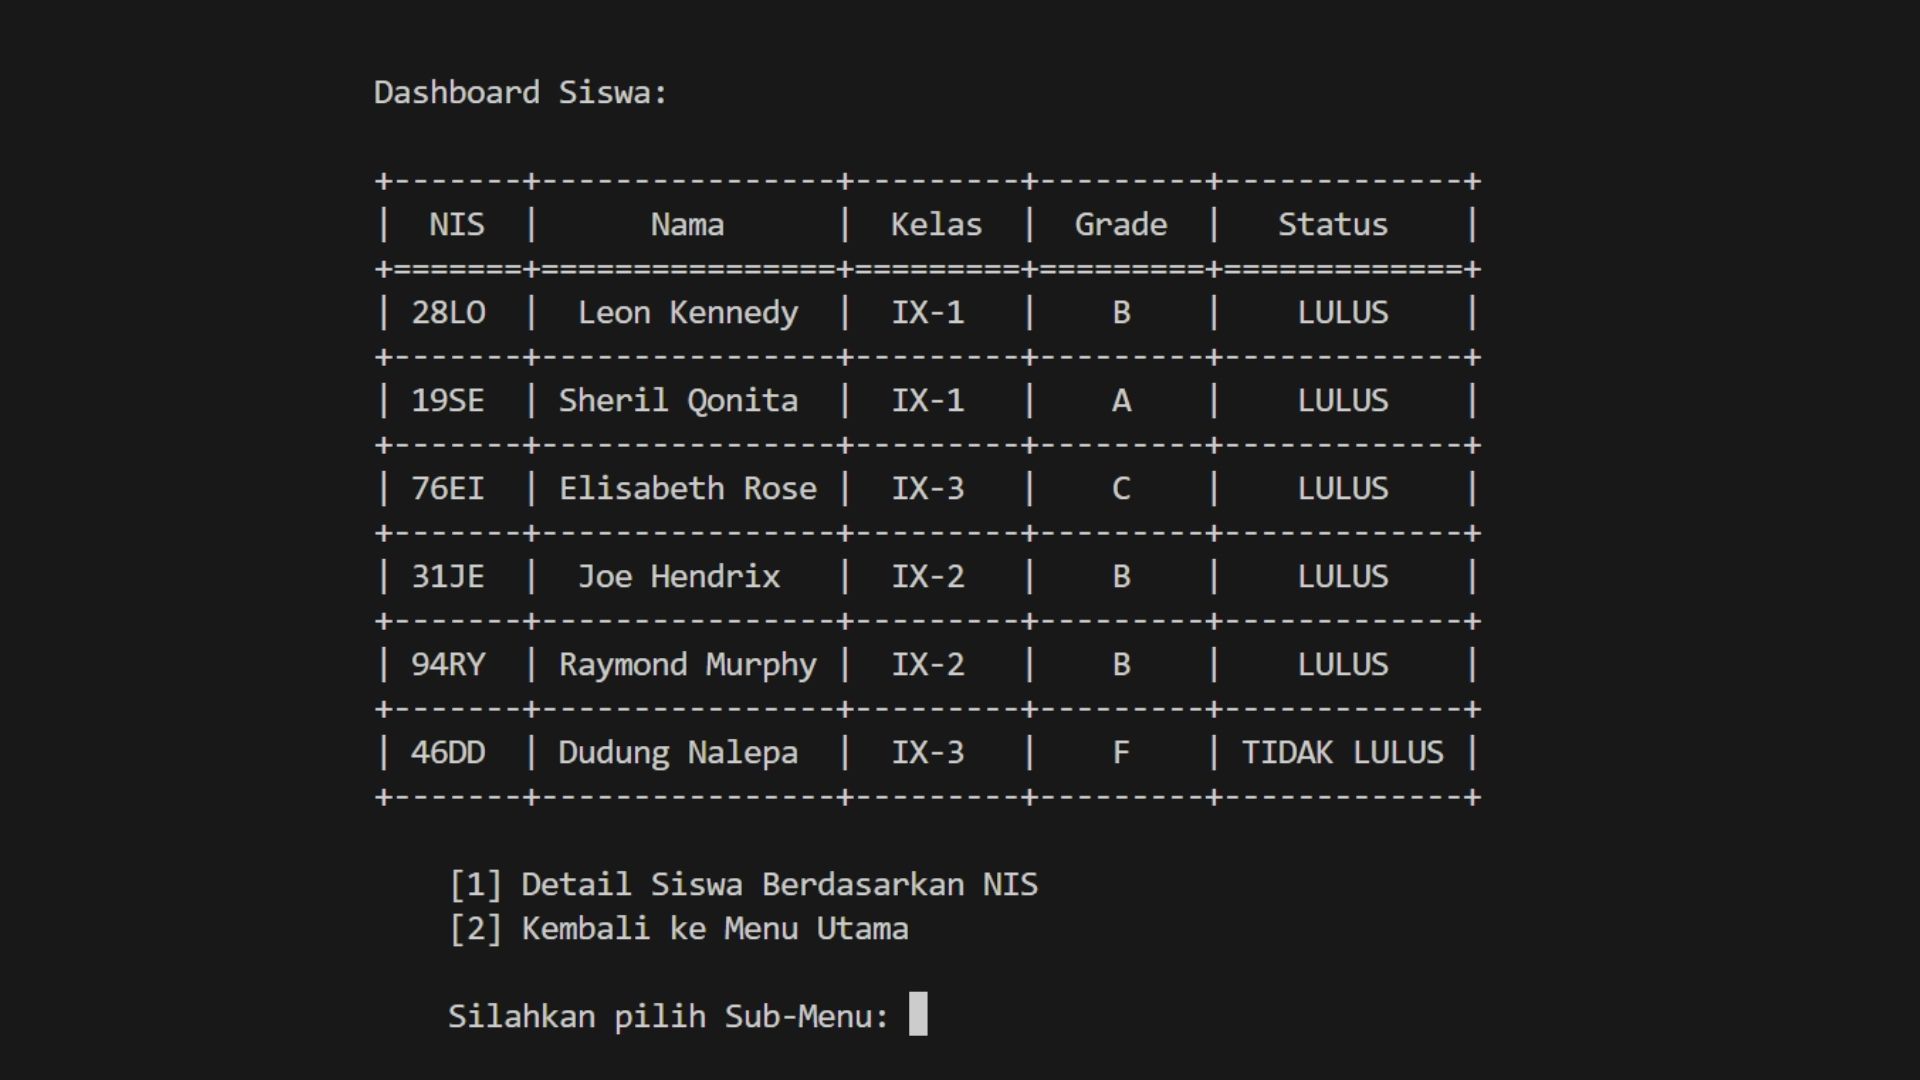 Dashboard Siswa:
+-------+----------------+---------+---------+-------------+
|  NIS  |      Nama      |  Kelas  |  Grade  |   Status    |
+=======+================+=========+=========+=============+
| 28LO  |  Leon Kennedy  |  IX-1   |    B    |    LULUS    |
+-------+----------------+---------+---------+-------------+
| 19SE  | Sheril Qonita  |  IX-1   |    A    |    LULUS    |
+-------+----------------+---------+---------+-------------+
| 76EI  | Elisabeth Rose |  IX-3   |    C    |    LULUS    |
+-------+----------------+---------+---------+-------------+
| 31JE  |  Joe Hendrix   |  IX-2   |    B    |    LULUS    |
+-------+----------------+---------+---------+-------------+
| 94RY  | Raymond Murphy |  IX-2   |    B    |    LULUS    |
+-------+----------------+---------+---------+-------------+
| 46DD  | Dudung Nalepa  |  IX-3   |    F    | TIDAK LULUS |
+-------+----------------+---------+---------+-------------+
[1] Detail Siswa Berdasarkan NIS
[2] Kembali ke Menu Utama
Silahkan pilih Sub-Menu: